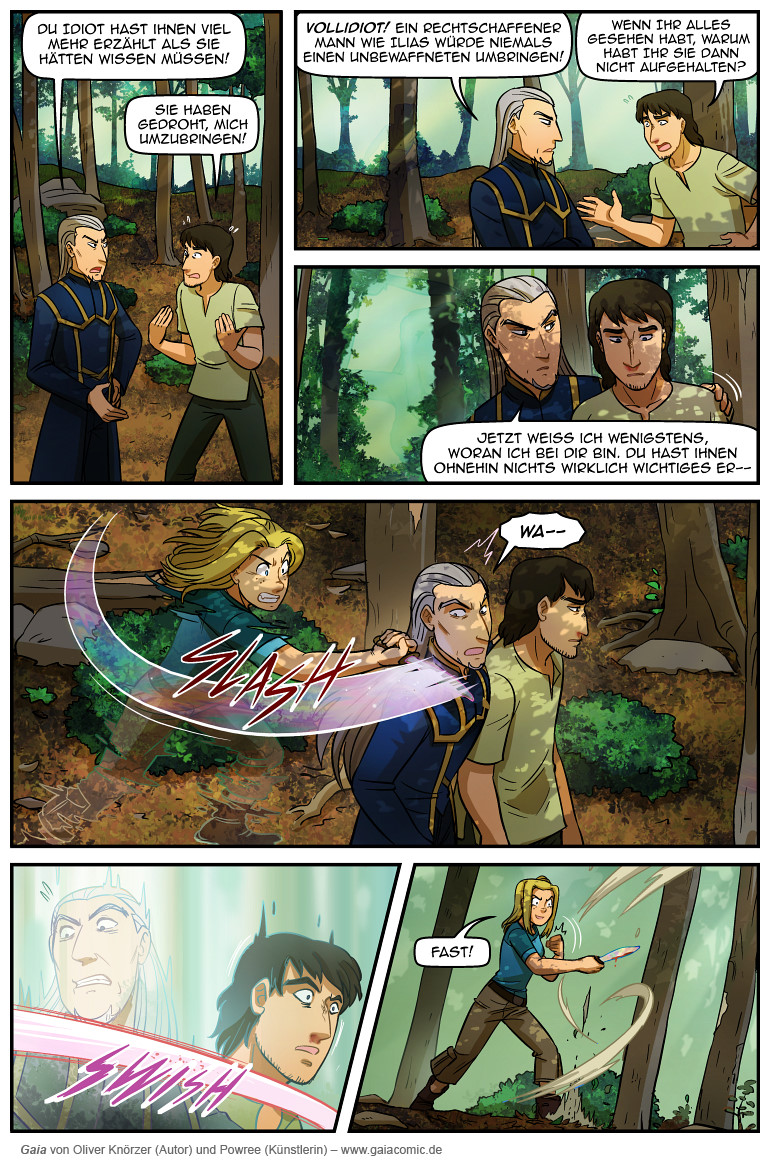 DU IDIOT HAST IHNEN VIEL
MEHR ERZÄHLT ALS SIE
HÄTTEN WISSEN MÜSSEN!
SIE HABEN
GEDROHT, MICH
UMZUBRINGEN!
VOLLIDIOT! EIN RECHTSCHAFFENER
MANN WIE ILIAS WÜRDE NIEMALS
EINEN UNBEWAFFNETEN UMBRINGEN!
WENN IHR ALLES
GESEHEN HABT, WARUM
HABT IHR SIE DANN
NICHT AUFGEHALTEN?
JETZT WEISS ICH WENIGSTENS,
WORAN ICH BEI DIR BIN. DU HAST IHNEN
OHNEHIN NICHTS WIRKLICH WICHTIGES ER--
WA--
SLASH
SWISH
FAST!
Gaia von Oliver Knörzer (Autor) und Powree (Künstlerin) – www.gaiacomic.de